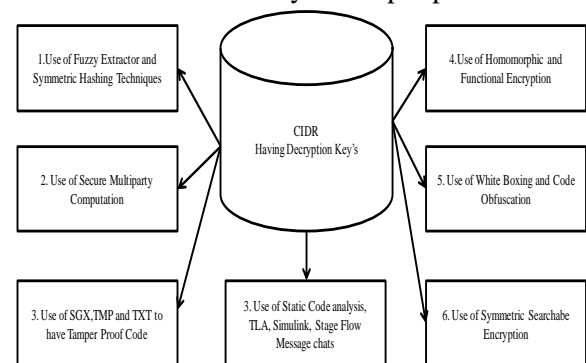 1.Use of Fuzzy Extractor and
Symmetric Hashing Techniques
2. Use of Secure Multiparty
Computation
3. Use of SGX,TMP and TXT to
have Tamper Proof Code
CIDR
Having Decryption Key's
3. Use of Static Code analysis,
TLA, Simulink, Stage Flow
Message chats
4.Use of Homomorphic and
Functional Encryption
5. Use of White Boxing and Code
Obfuscation
6. Use of Symmetric Searchabe
Encryption